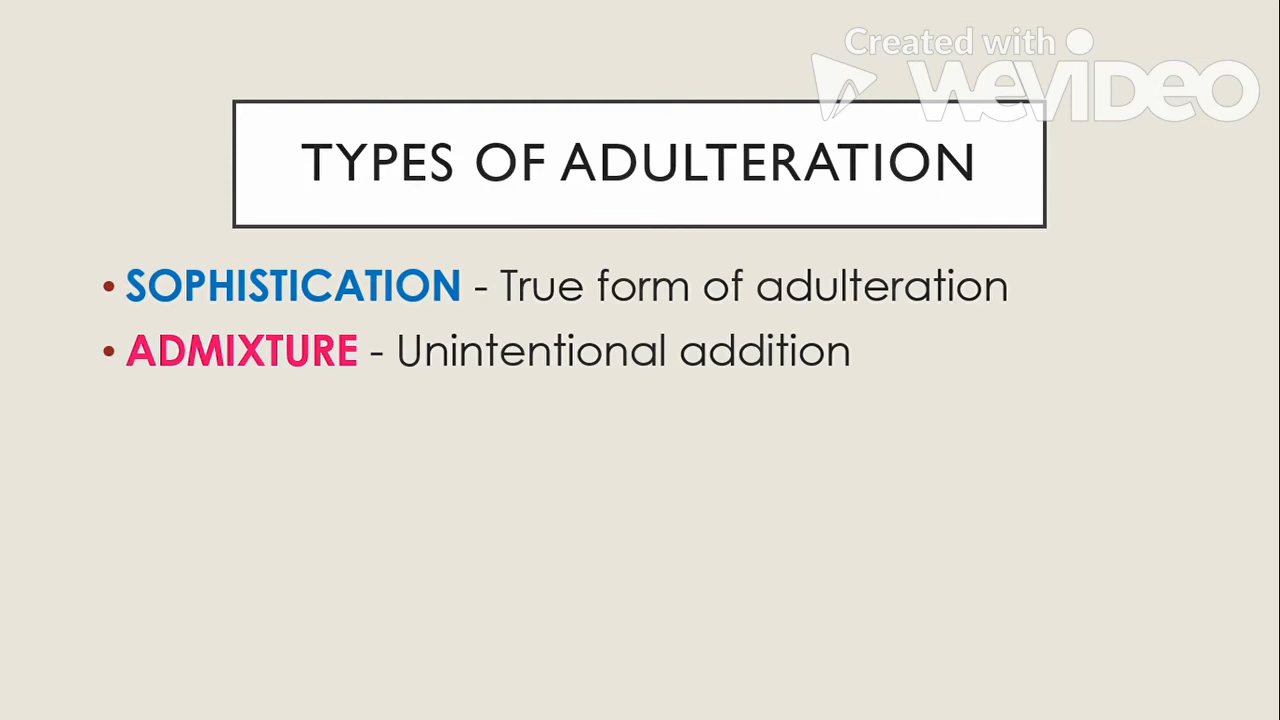 Created with
WeVIDEO
TYPES OF ADULTERATION
• SOPHISTICATION - True form of adulteration
• ADMIXTURE - Unintentional addition